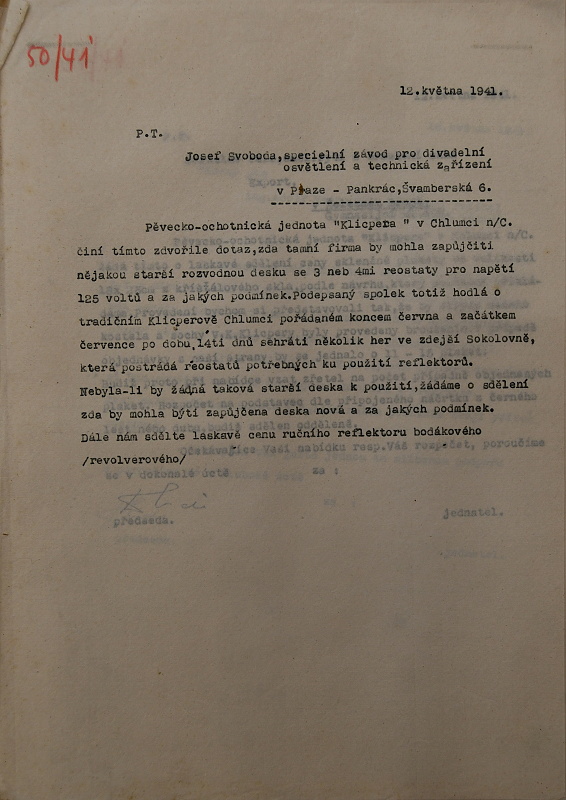 50/41
12.května 1941.
P.T.
Josef Svoboda,specielní závod pro divadelní
osvětlení a technická zařízení
v Praze - Pankrác,Švamberská 6.
Pěvecko-ochotnická jednota "Klicpera " v Chlumci n/C.
činí tímto zdvořile dotaz,zda tamní firma by mohla zapůjčiti
nějakou starší rozvodnou desku se 3 neb 4mi reostaty pro napětí
125 voltů a za jakých podmínek.Podepsaný spolek totiž hodlá o
tradičním Klicperově Chlumci pořádaném koncem června a začátkem
července po dobu 14ti dnů sehráti několik her ve zdejší Sokolovně,
která postrádá reostatů potřebných ku použití reflektorů.
Nebyla-li by žádná taková starší deska k použití,žádáme o sdělení
zda by mohla býti zapůjčena deska nová a za jakých podmínek.
Dále nám sdělte laskavě cenu ručního reflektoru bodákového
/revolverového/
v dokonalé úctě
za :
předseda.
jednatel.